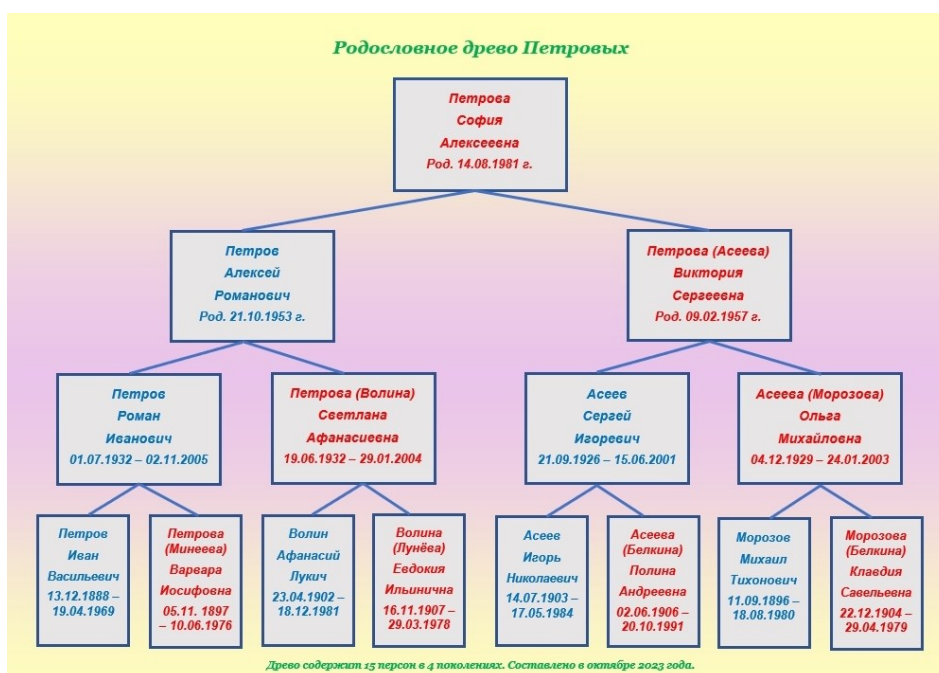 Родословное древо Петровых
Петрова
София
Алексеевна
Род. 14.08.1981 г.
Петров
Алексей
Романович
Род. 21.10.1953 г.
Петрова (Асеева)
Виктория
Сергеевна
Род. 09.02.1957 г.
Петров
Роман
Иванович
01.07.1932 – 02.11.2005
Петрова (Волина)
Светлана
Афанасиевна
19.06.1932 – 29.01.2004
Асеев
Сергей
Игоревич
21.09.1926 – 15.06.2001
Асеева (Морозова)
Ольга
Михайловна
04.12.1929 – 24.01.2003
Петров
Иван
Васильевич
13.12.1888 –
19.04.1969
Петрова
(Минеева)
Варвара
Иосифовна
05.11. 1897
– 10.06.1976
Волин
Афанасий
Лукич
23.04.1902 –
18.12.1981
Волина
(Лунёва)
Евдокия
Ильинична
16.11.1907 –
29.03.1978
Асеев
Игорь
Николаевич
14.07.1903 –
17.05.1984
Асеева
(Белкина)
Полина
Андреевна
02.06.1906 –
20.10.1991
Морозов
Михаил
Тихонович
11.09.1896 –
18.08.1980
Морозова
(Белкина)
Клавдия
Савельевна
22.12.1904 –
29.04.1979
Древо содержит 15 персон в 4 поколениях. Составлено в октябре 2023 года.